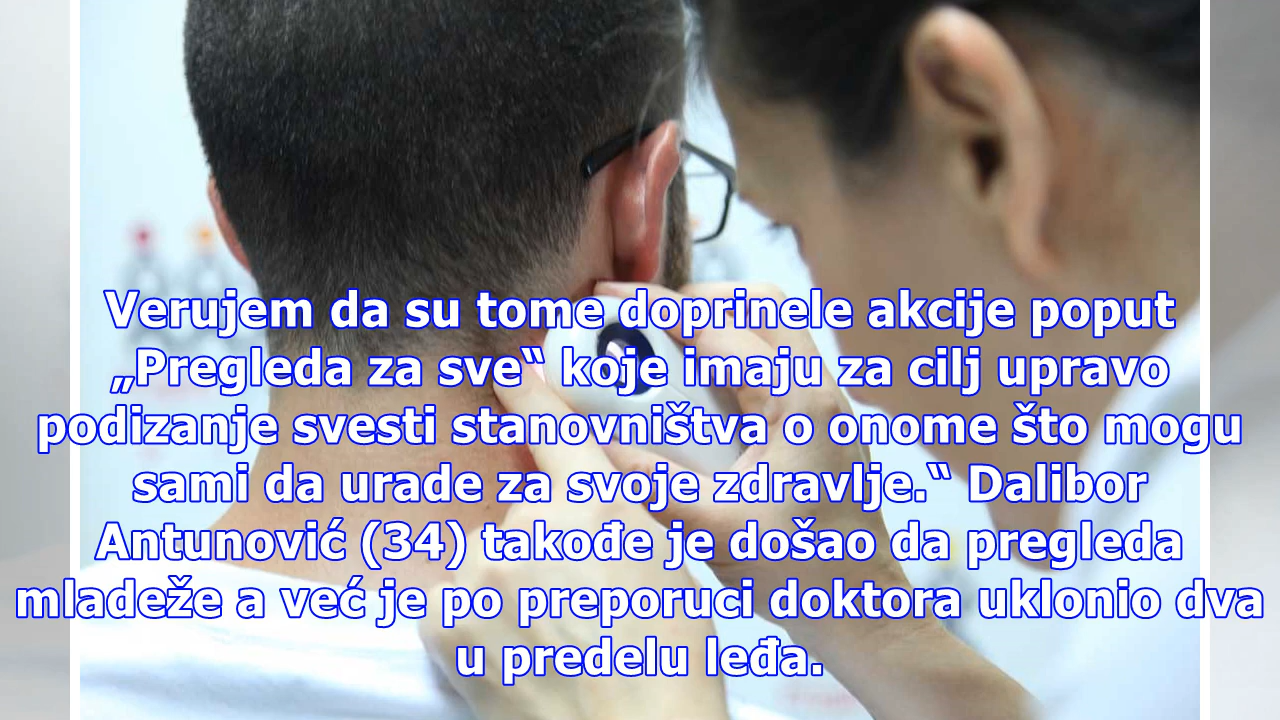 Verujem da su tome doprinele akcije poput
„Pregleda za sve“ koje imaju za cilj upravo
podizanje svesti stanovništva o onome što mogu
sami da urade za svoje zdravlje.“ Dalibor
Antunović (34) takođe je došao da pregleda
mladeže a već je po preporuci doktora uklonio dva
u predelu leđa.